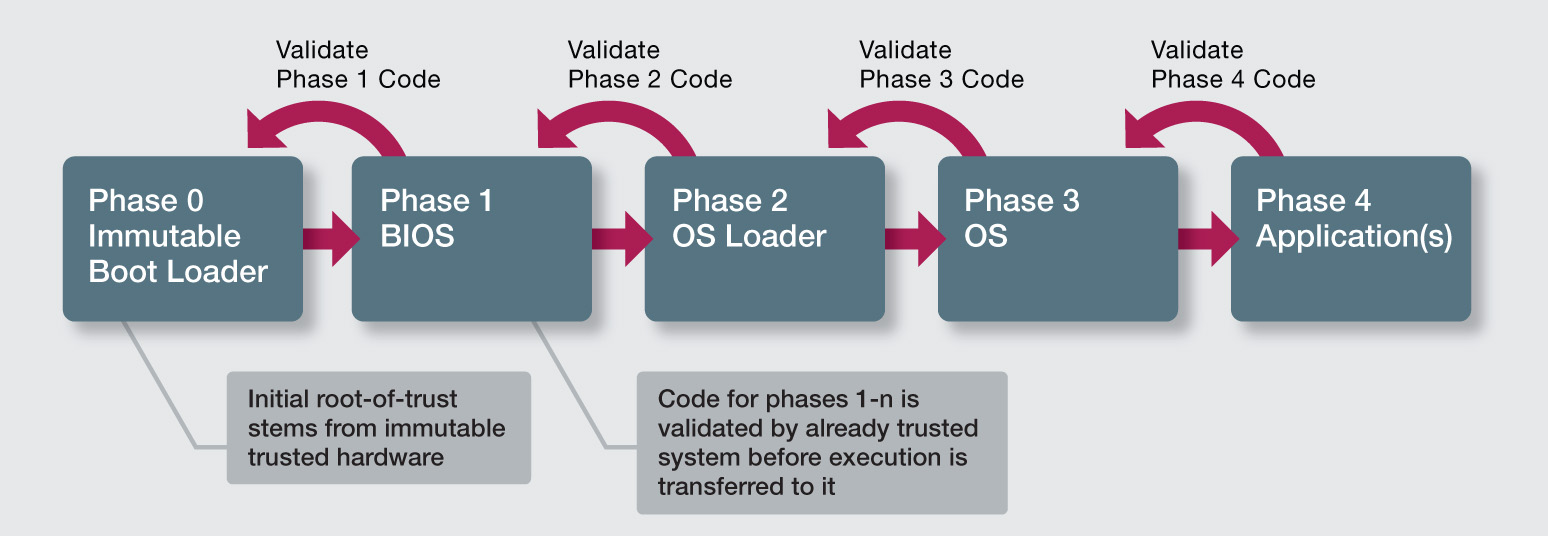 Validate
Phase 1 Code
Validate
Phase 2 Code
Validate
Phase 3 Code
Validate
Phase 4 Code
Phase 0
Immutable
Boot Loader
Phase 1
BIOS
Phase 2
OS Loader
Phase 3
OS
Phase 4
Application(s)
Initial root-of-trust
stems from immutable
trusted hardware
Code for phases 1-n is
validated by already trusted
system before execution is
transferred to it